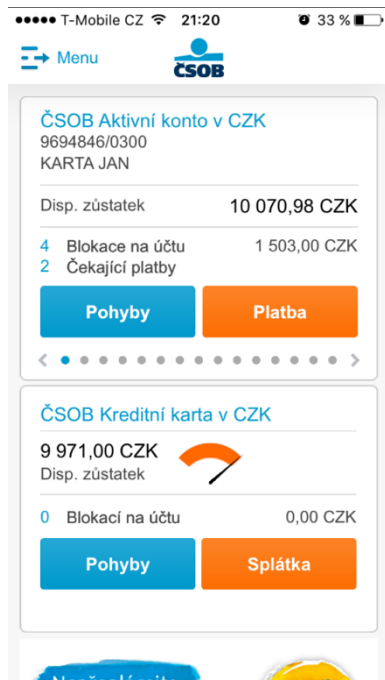 T-Mobile CZ 21:20 33 %
Menu
ČSOB
ČSOB Aktivní konto v CZK
9694846/0300
KARTA JAN
Disp. zůstatek 10 070,98 CZK
4 Blokace na účtu 1 503,00 CZK
2 Čekající platby
Pohyby Platba
ČSOB Kreditní karta v CZK
9 971,00 CZK
Disp. zůstatek
0 Blokací na účtu 0,00 CZK
Pohyby Splátka